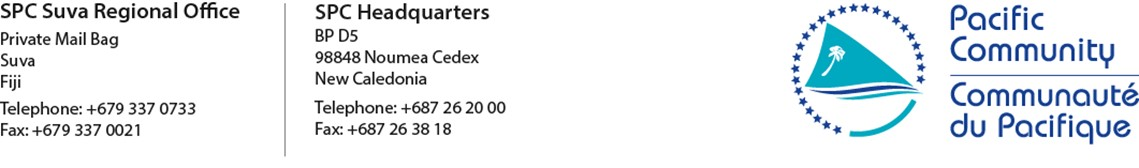 SPC Suva Regional Office
Private Mail Bag
Suva
Fiji
Telephone: +679 337 0733
Fax: +679 337 0021
SPC Headquarters
BP D5
98848 Noumea Cedex
New Caledonia
Telephone: +687 26 20 00
Fax: +687 26 38 18
Pacific
Community
Communauté
du Pacifique